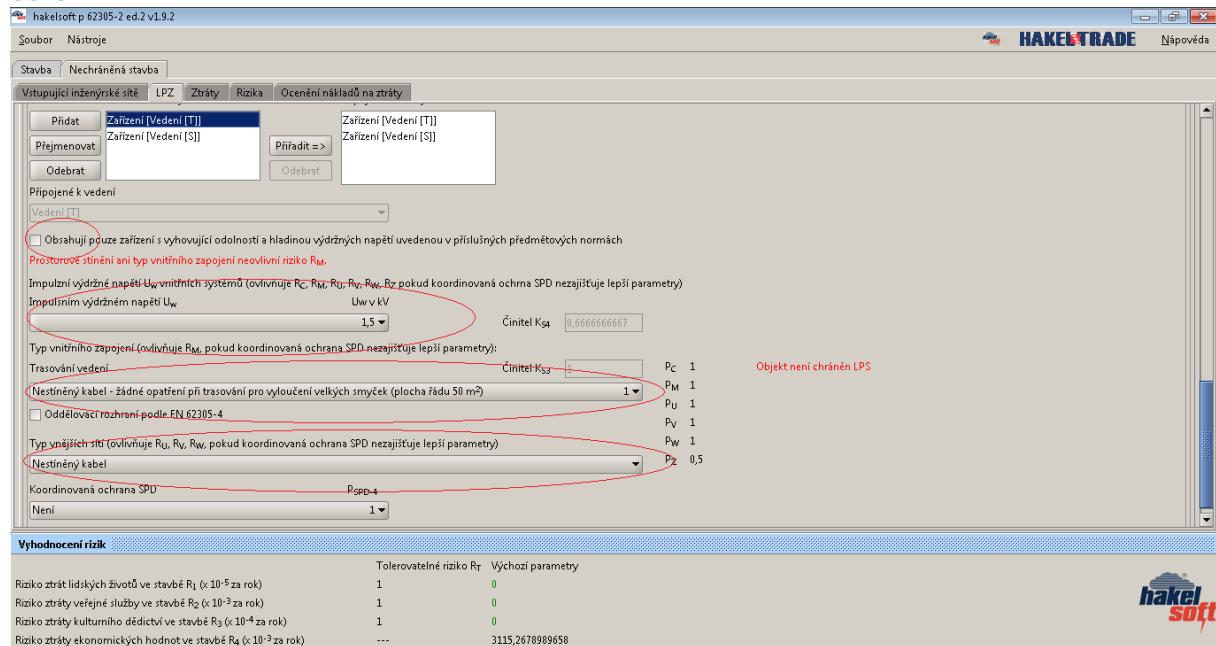 hakelsoft p 62305-2 ed.2 v1.9.2
Soubor Nástroje HAKEL TRADE Nápověda
Stavba Nechráněná stavba
Vstupující inženýrské sítě LPZ Ztráty Rizika Ocenění nákladů na ztráty
Přidat Zařízení [Vedení [T]] Zařízení [Vedení [T]]
Přejmenovat Zařízení [Vedení [S]] Přiřadit => Zařízení [Vedení [S]]
Odebrat Odebrat
Připojené k vedení
Vedení [T]
Obsahují pouze zařízení s vyhovující odolností a hladinou výdržných napětí uvedenou v příslušných předmětových normách
Prostorové stínění ani typ vnitřního zapojení neovlivní riziko RM.
Impulzní výdržné napětí Uw vnitřních systémů (ovlivňuje RC, RM, RU, RV, RW, RZ pokud koordinovaná ochrna SPD nezajišťuje lepší parametry)
Impulsním výdržném napětí Uw Uw v kV
1,5 Činitel KS4 0,6666666667
Typ vnitřního zapojení (ovlivňuje RM, pokud koordinovaná ochrana SPD nezajišťuje lepší parametry):
Trasování vedení Činitel KS3 1 PC 1 Objekt není chráněn LPS
Nestíněný kabel - žádné opatření při trasování pro vyloučení velkých smyček (plocha řádu 50 m2) 1 PM 1
PU 1
Oddělovací rozhraní podle EN 62305-4
PV 1
Typ vnějších sítí (ovlivňuje RU, RV, RW, pokud koordinovaná ochrana SPD nezajišťuje lepší parametry) PW 1
Nestíněný kabel PZ 0,5
Koordinovaná ochrana SPD PSPD-4
Není 1
Vyhodnocení rizik
Tolerovatelné riziko RT Výchozí parametry
Riziko ztrát lidských životů ve stavbě R1 (x 10-5 za rok) 1 0
Riziko ztráty veřejné služby ve stavbě R2 (x 10-3 za rok) 1 0
Riziko ztráty kulturního dědictví ve stavbě R3 (x 10-4 za rok) 1 0
Riziko ztráty ekonomických hodnot ve stavbě R4 (x 10-3 za rok) --- 3115,2678989658
hakel soft